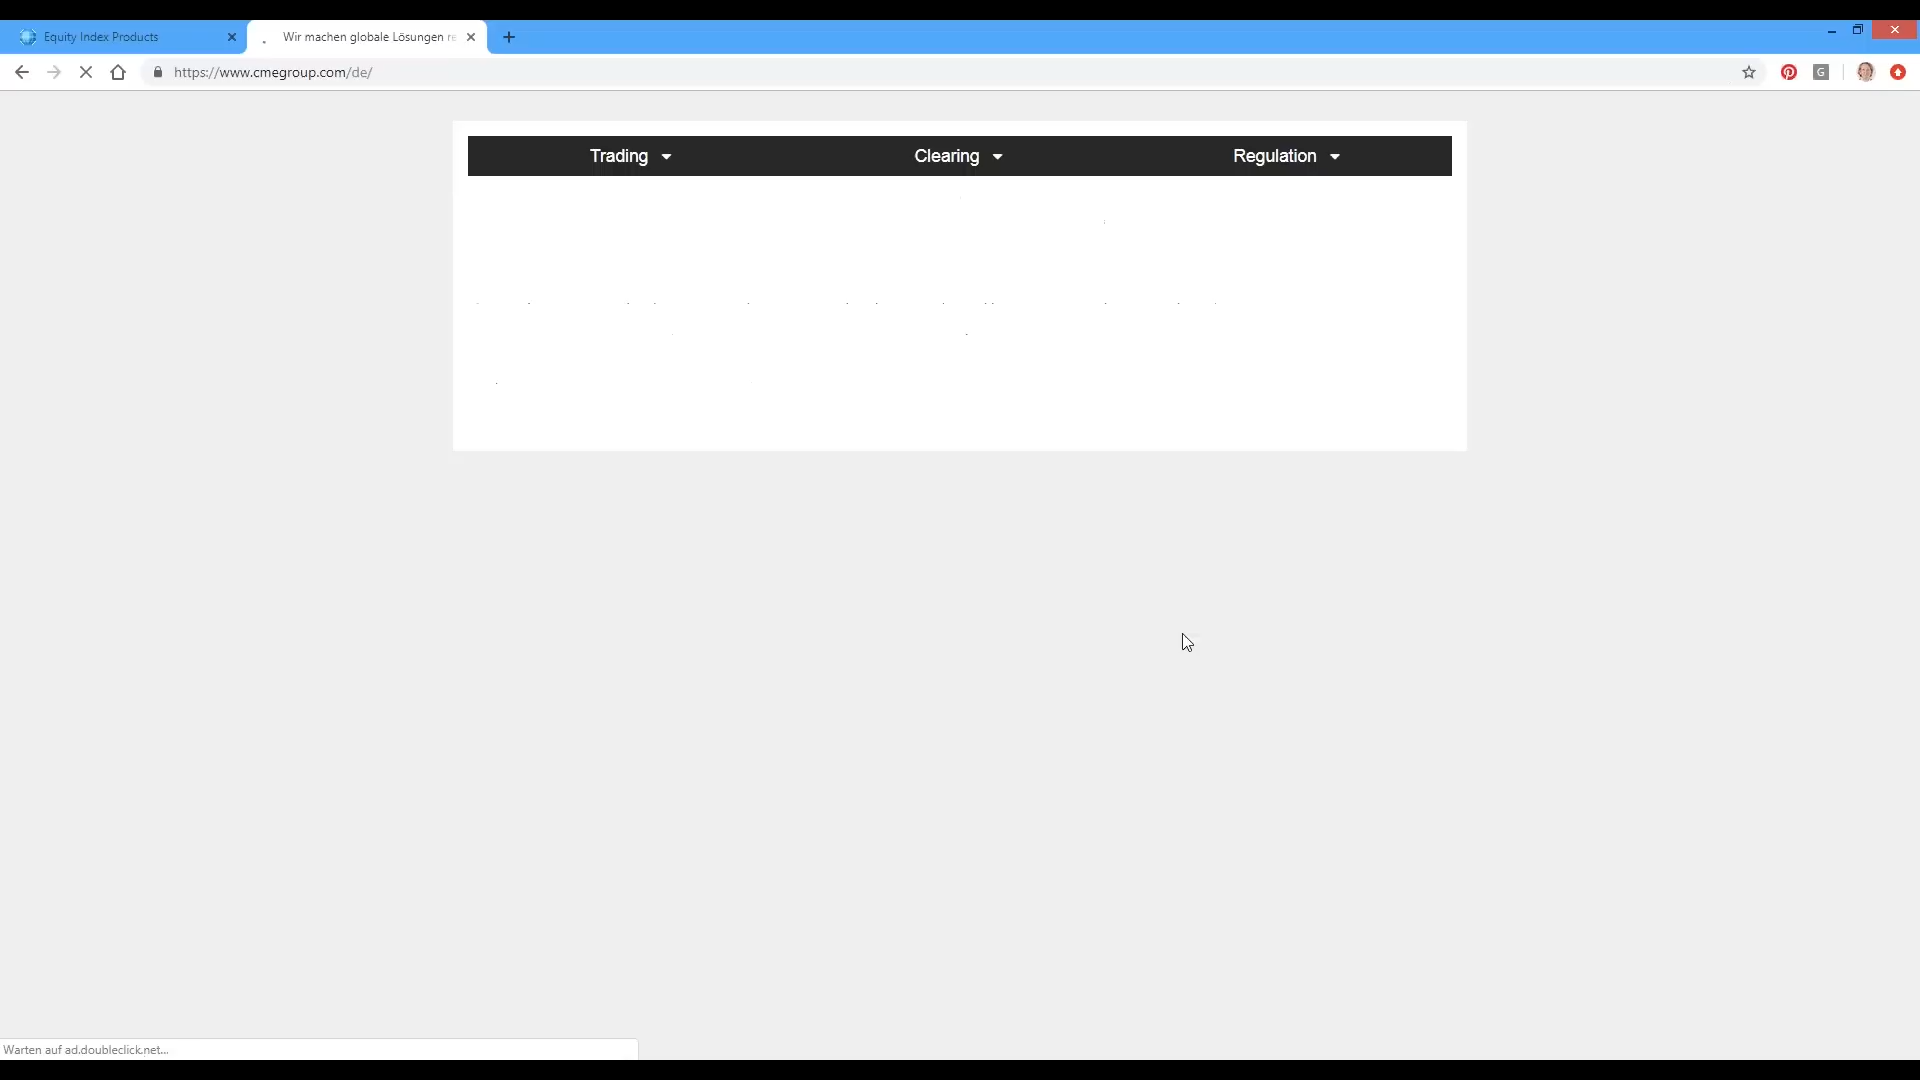 Equity Index Products
Wir machen globale Lösungen re
https://www.cmegroup.com/de/
G
Trading Clearing Regulation
Warten auf ad.doubleclick.net...